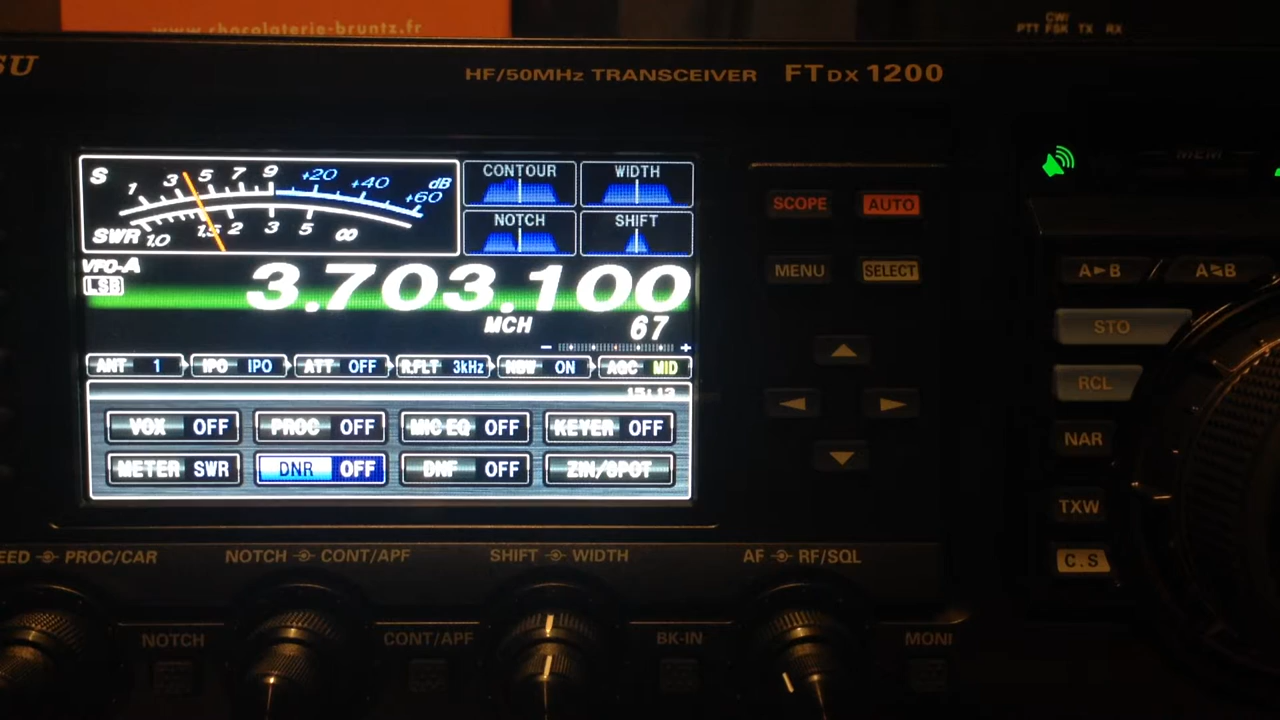 www.chocolaterie-bruntz.fr
CW/
PTT FSK TX RX
SU
HF/50MHz TRANSCEIVER FTDX 1200
S 1 3 5 7 9 +20 +40 +60 dB
SWR 1.0 1.5 2 3 5 ∞
CONTOUR WIDTH
NOTCH SHIFT
SCOPE AUTO
MENU SELECT
MEM
A►B
STO
RCL
NAR
TXW
C.S
VFO-A
LSB
3.703.100
MCH 67
- +
ANT 1 IPO IPO ATT OFF R.FLT 3kHz NBW ON AGC MID
15:13
VOX OFF PROC OFF MIC EQ OFF KEYER OFF
METER SWR DNR OFF DNF OFF ZIN/SPOT
EED PROC/CAR NOTCH CONT/APF SHIFT WIDTH AF RF/SQL
NOTCH CONT/APF BK-IN MONI